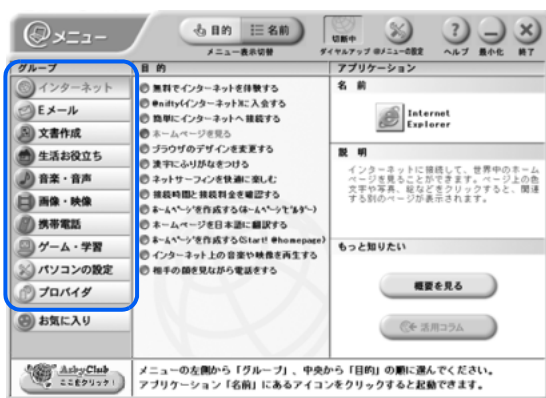 @メニュー
目的
名前
メニュー表示切替
切断中
ダイヤルアップ
@メニューの設定
ヘルプ
最小化
終了
グループ
インターネット
Eメール
文書作成
生活お役立ち
音楽・音声
画像・映像
携帯電話
ゲーム・学習
パソコンの設定
プロバイダ
お気に入り
目的
無料でインターネットを体験する
@nifty(インターネット)に入会する
簡単にインターネットへ接続する
ホームページを見る
ブラウザのデザインを変更する
漢字にふりがなをつける
ネットサーフィンを快適に楽しむ
接続時間と接続料金を確認する
ホームページを作成する(ホームページビルダー)
ホームページを日本語に翻訳する
ホームページを作成する(Start! @homepage)
インターネット上の音楽や映像を再生する
相手の顔を見ながら電話をする
アプリケーション
名前
Internet
Explorer
説明
インターネットに接続して、世界中のホーム
ページを見ることができます。ページ上の色
文字や写真、絵などをクリックすると、関連
する別のページが表示されます。
もっと知りたい
概要を見る
活用コラム
AzbyClub
ここをクリック!
メニューの左側から「グループ」、中央から「目的」の順に選んでください。
アプリケーション「名前」にあるアイコンをクリックすると起動できます。